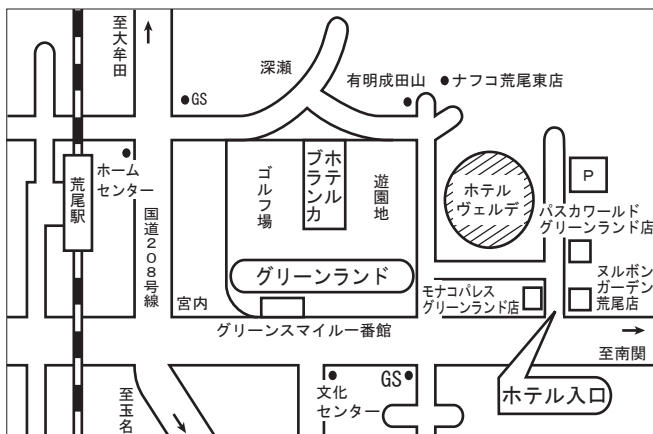 至大牟田
深瀬
有明成田山
ナフコ荒尾東店
GS
ホーム
センター
荒尾駅
国道208号線
ゴルフ場
ホテル
ブランカ
遊園地
ホテル
ヴェルデ
P
パスカワールド
グリーンランド店
グリーンランド
宮内
グリーンスマイル一番館
モナコパレス
グリーンランド店
ヌルボン
ガーデン
荒尾店
至南関
至玉名
文化
センター
GS
ホテル入口